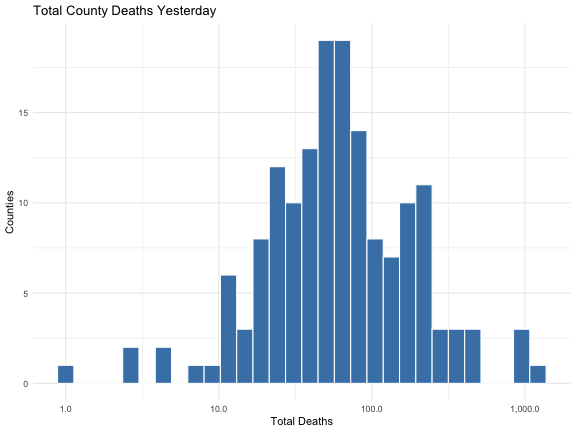 Total County Deaths Yesterday
15
10
5
0
Counties
1.0 10.0 100.0 1,000.0
Total Deaths